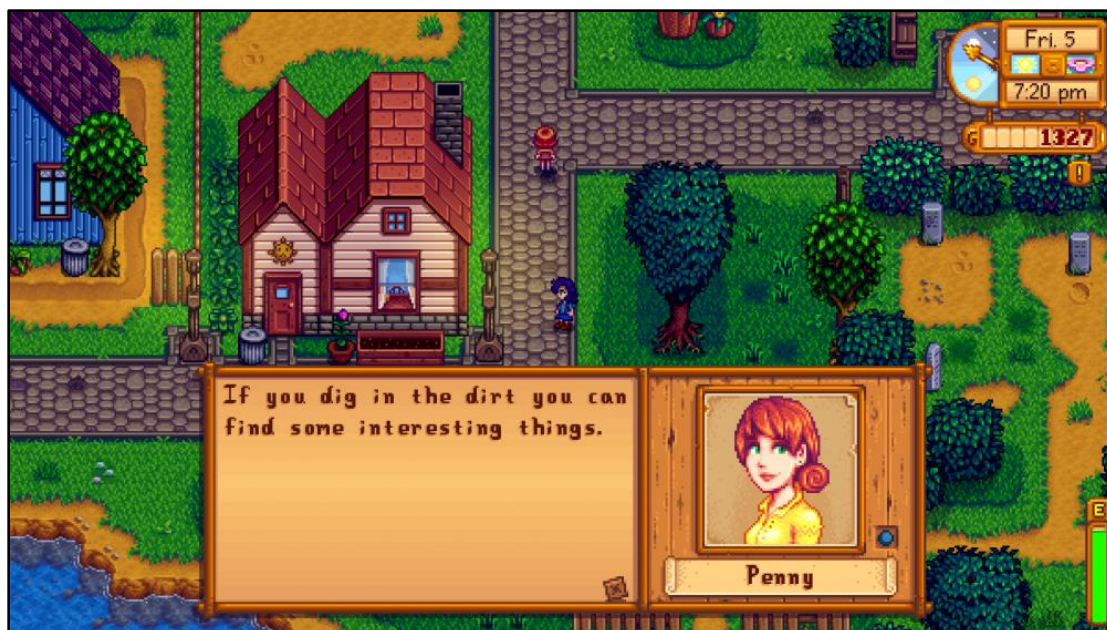 Fri. 5
7:20 pm
G 1327
!
If you dig in the dirt you can
find some interesting things.
Penny
E